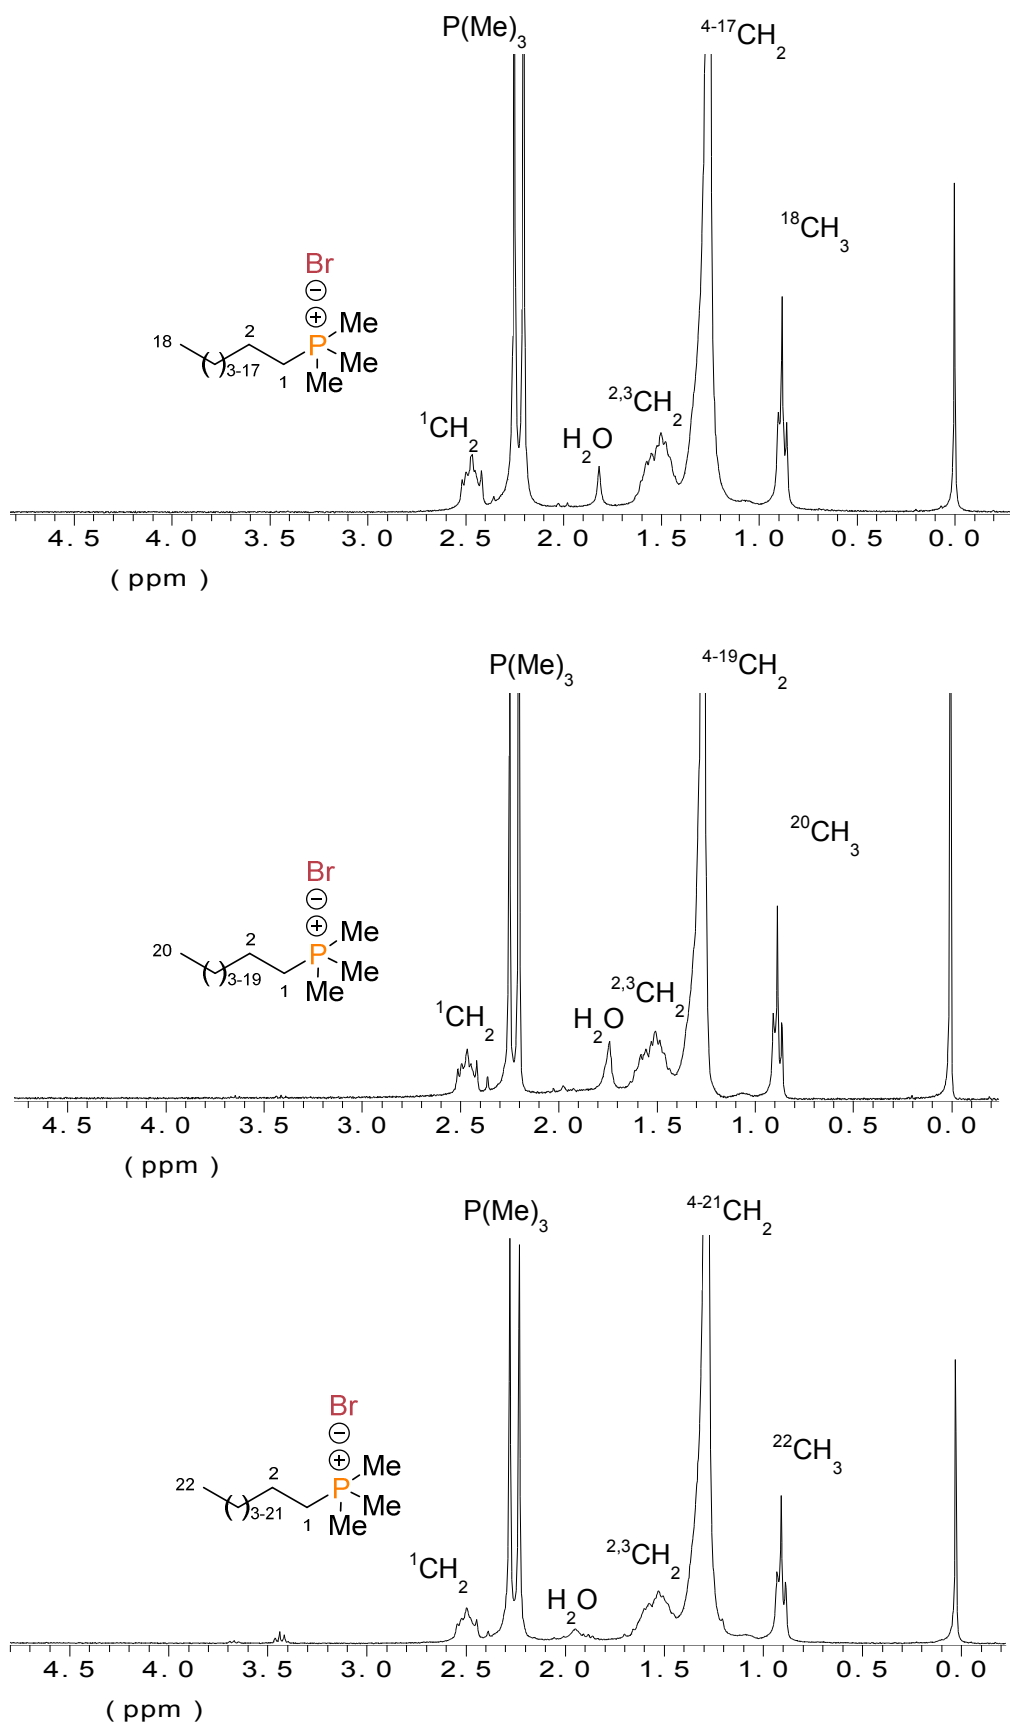 P(Me)3
4-17CH2
18CH3
Br
−
+
Me
P
Me
Me
18
2
( )3-17
1
1CH2
H2O
2,3CH2
4.5 4.0 3.5 3.0 2.5 2.0 1.5 1.0 0.5 0.0
(ppm)
P(Me)3
4-19CH2
20CH3
Br
−
+
Me
P
Me
Me
20
2
( )3-19
1
1CH2
H2O
2,3CH2
4.5 4.0 3.5 3.0 2.5 2.0 1.5 1.0 0.5 0.0
(ppm)
P(Me)3
4-21CH2
22CH3
Br
−
+
Me
P
Me
Me
22
2
( )3-21
1
1CH2
H2O
2,3CH2
4.5 4.0 3.5 3.0 2.5 2.0 1.5 1.0 0.5 0.0
(ppm)